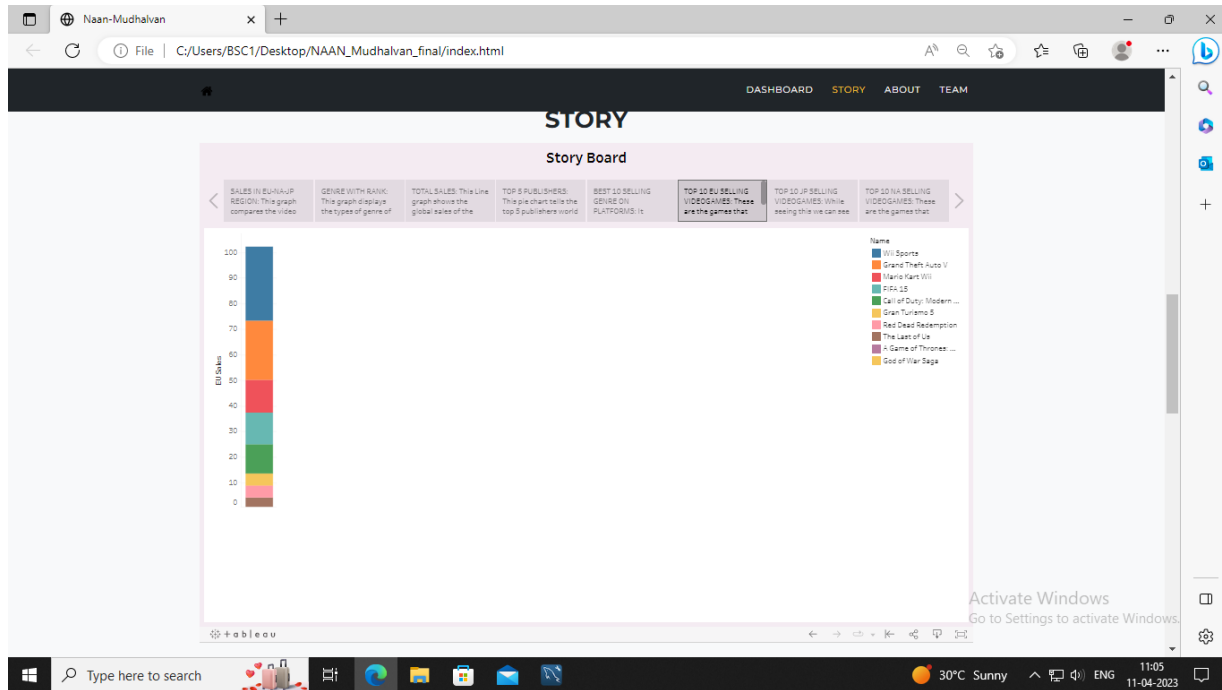 Naan-Mudhalvan
File | C:/Users/BSC1/Desktop/NAAN_Mudhalvan_final/index.html
DASHBOARD STORY ABOUT TEAM
STORY
Story Board
SALES IN EU-NA-JP
REGION: This graph
compares the video
GENRE WITH RANK:
This graph displays
the types of genre of
TOTAL SALES: This Line
graph shows the
global sales of the
TOP 5 PUBLISHERS:
This pie chart tells the
top 5 publishers world
BEST 10 SELLING
GENRE ON
PLATFORMS: It
TOP 10 EU SELLING
VIDEOGAMES: These
are the games that
TOP 10 JP SELLING
VIDEOGAMES: While
seeing this we can see
TOP 10 NA SELLING
VIDEOGAMES: These
are the games that
EU Sales
100
90
80
70
60
50
40
30
20
10
0
Name
Wii Sports
Grand Theft Auto V
Mario Kart Wii
FIFA 15
Call of Duty: Modern ...
Gran Turismo 5
Red Dead Redemption
The Last of Us
A Game of Thrones: ...
God of War Saga
+ableau
Activate Windows
Go to Settings to activate Windows.
Type here to search
30°C Sunny
ENG
11:05
11-04-2023